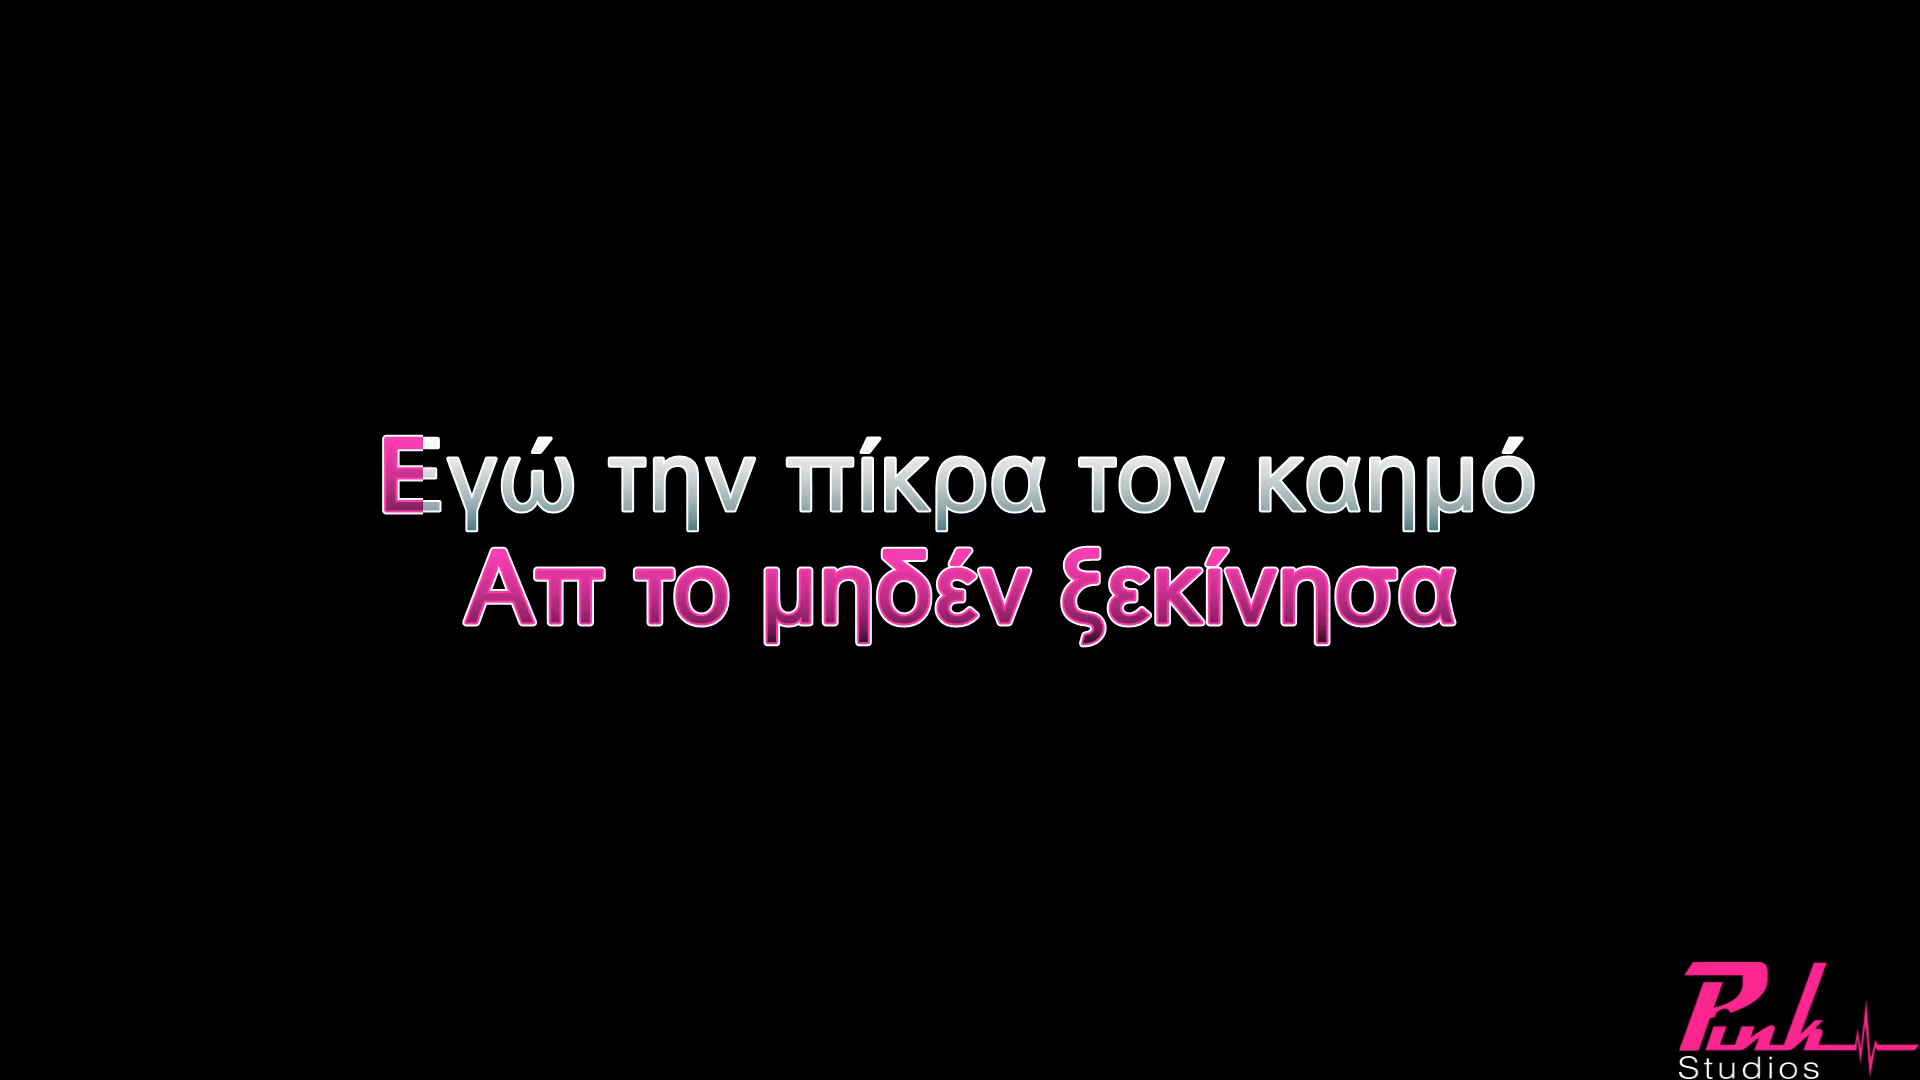 Εγώ την πίκρα τον καημό
Απ το μηδέν ξεκίνησα
Pink
Studios